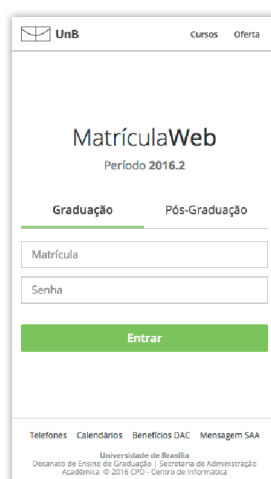 UnB Cursos Oferta
MatrículaWeb
Período 2016.2
Graduação Pós-Graduação
Matrícula
Senha
Entrar
Telefones Calendários Benefícios DAC Mensagem SAA
Universidade de Brasília
Decanato de Ensino de Graduação | Secretaria de Administração
Acadêmica © 2016 CPD - Centro de Informática